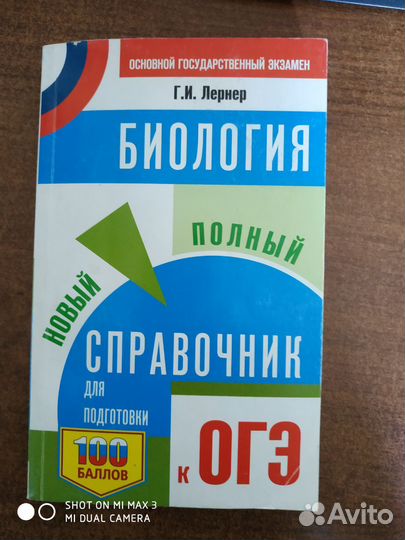 ОСНОВНОЙ ГОСУДАРСТВЕННЫЙ ЭКЗАМЕН
Г.И. Лернер
БИОЛОГИЯ
НОВЫЙ
ПОЛНЫЙ
СПРАВОЧНИК
ДЛЯ
ПОДГОТОВКИ
100
БАЛЛОВ
к ОГЭ
SHOT ON MI MAX 3
MI DUAL CAMERA
Avito